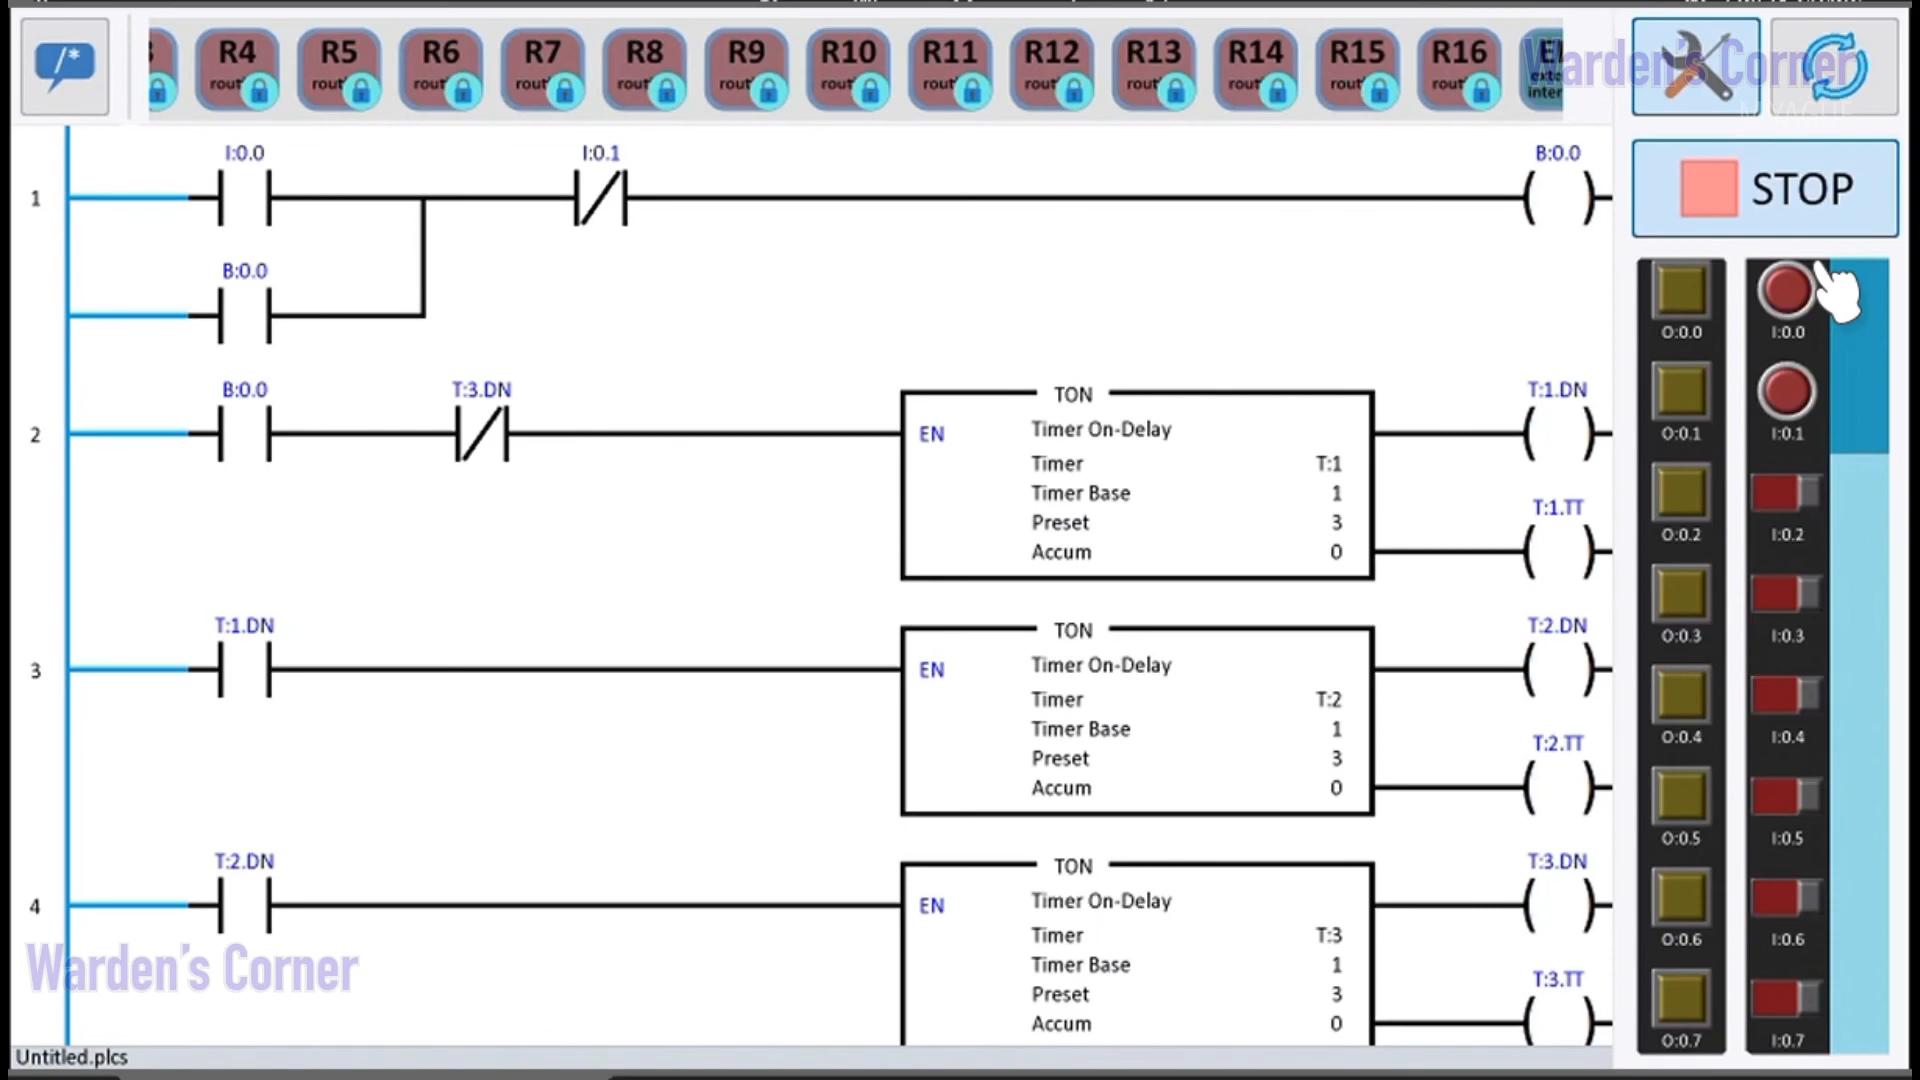 /*
R4 R5 R6 R7 R8 R9 R10 R11 R12 R13 R14 R15 R16
Warden's Corner
STOP
I:0.0 I:0.1 B:0.0
1
B:0.0
B:0.0 T:3.DN T:1.DN
TON
2
EN Timer On-Delay
Timer T:1
Timer Base 1
Preset 3
Accum 0
T:1.TT
T:1.DN T:2.DN
TON
3
EN Timer On-Delay
Timer T:2
Timer Base 1
Preset 3
Accum 0
T:2.TT
T:2.DN T:3.DN
TON
4
EN Timer On-Delay
Timer T:3
Timer Base 1
Preset 3
Accum 0
T:3.TT
Warden's Corner
Untitled.plcs
O:0.0 I:0.0
O:0.1 I:0.1
O:0.2 I:0.2
O:0.3 I:0.3
O:0.4 I:0.4
O:0.5 I:0.5
O:0.6 I:0.6
O:0.7 I:0.7